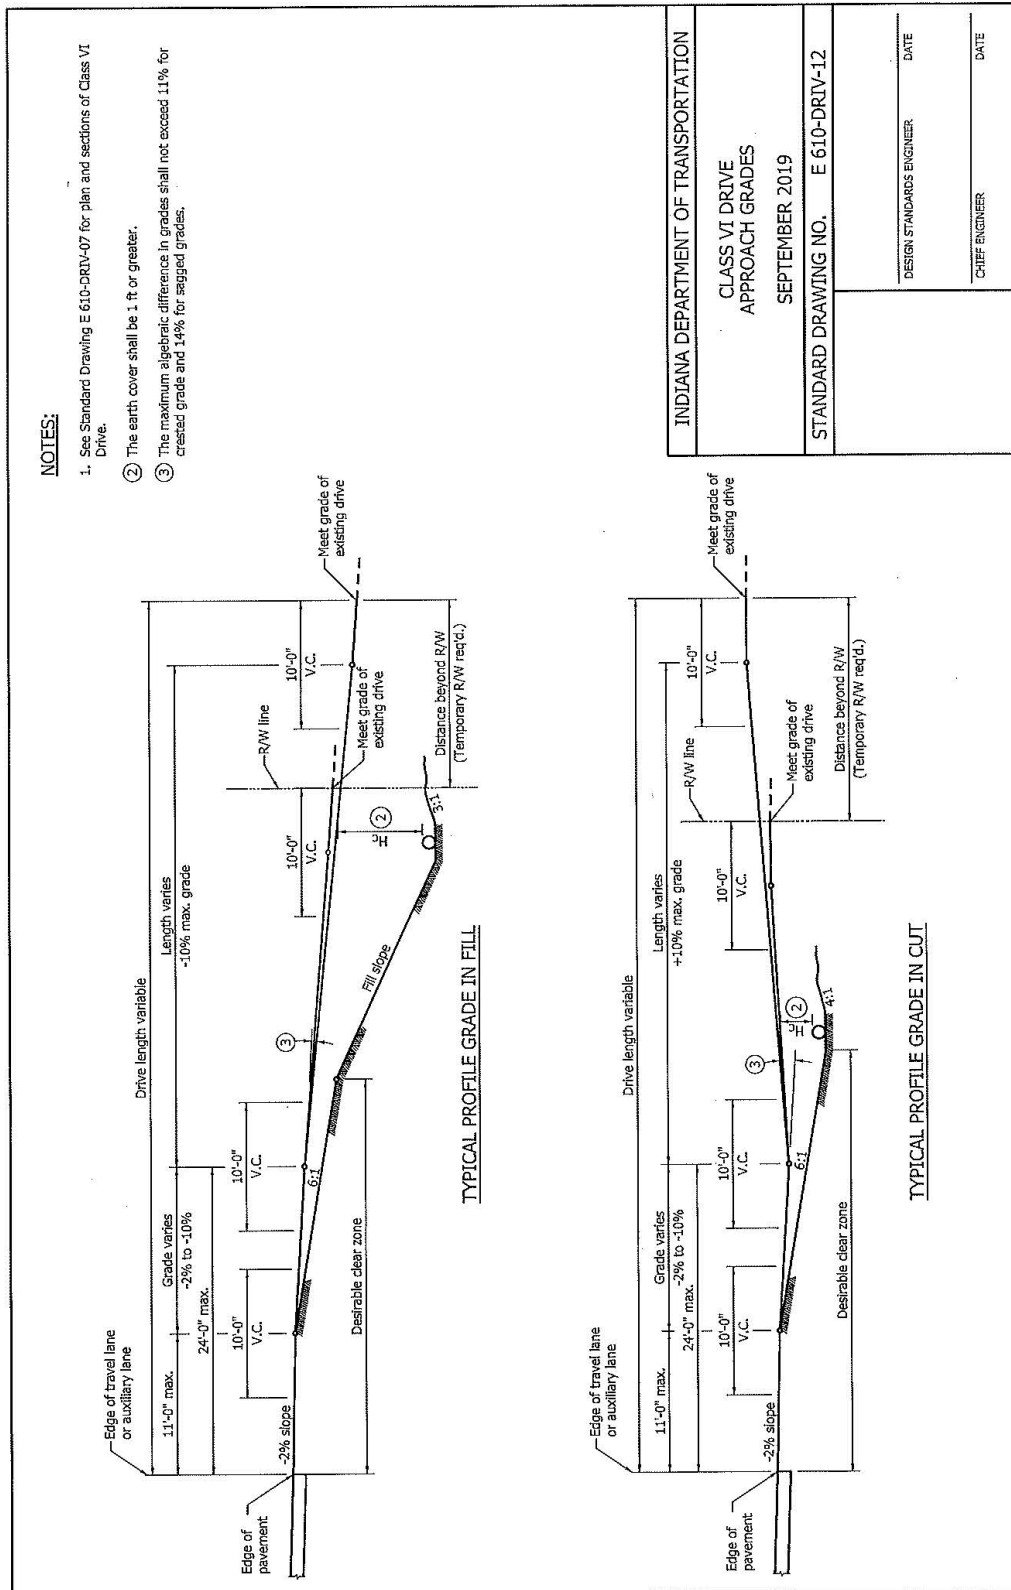 NOTES:
1. See Standard Drawing E 610-DRIV-07 for plan and sections of Class VI
Drive.
② The earth cover shall be 1 ft or greater.
③ The maximum algebraic difference in grades shall not exceed 11% for
crested grade and 14% for sagged grades.
Edge of travel lane
or auxiliary lane
Drive length variable
11'-0" max.
Grade varies
-2% to -10%
Length varies
-10% max. grade
24'-0" max.
10'-0"
V.C.
10'-0"
V.C.
10'-0"
V.C.
10'-0"
V.C.
R/W line
Meet grade of
existing drive
Meet grade of
existing drive
Edge of
pavement
-2% slope
6:1
③
Fill slope
Hc
②
3:1
Desirable clear zone
Distance beyond R/W
(Temporary R/W req'd.)
TYPICAL PROFILE GRADE IN FILL
Edge of travel lane
or auxiliary lane
Drive length variable
11'-0" max.
Grade varies
-2% to -10%
Length varies
+10% max. grade
24'-0" max.
10'-0"
V.C.
10'-0"
V.C.
10'-0"
V.C.
10'-0"
V.C.
R/W line
Meet grade of
existing drive
Meet grade of
existing drive
Edge of
pavement
-2% slope
6:1
③
Hc
②
4:1
Desirable clear zone
Distance beyond R/W
(Temporary R/W req'd.)
TYPICAL PROFILE GRADE IN CUT
INDIANA DEPARTMENT OF TRANSPORTATION
CLASS VI DRIVE
APPROACH GRADES
SEPTEMBER 2019
STANDARD DRAWING NO. E 610-DRIV-12
DESIGN STANDARDS ENGINEER DATE
CHIEF ENGINEER DATE